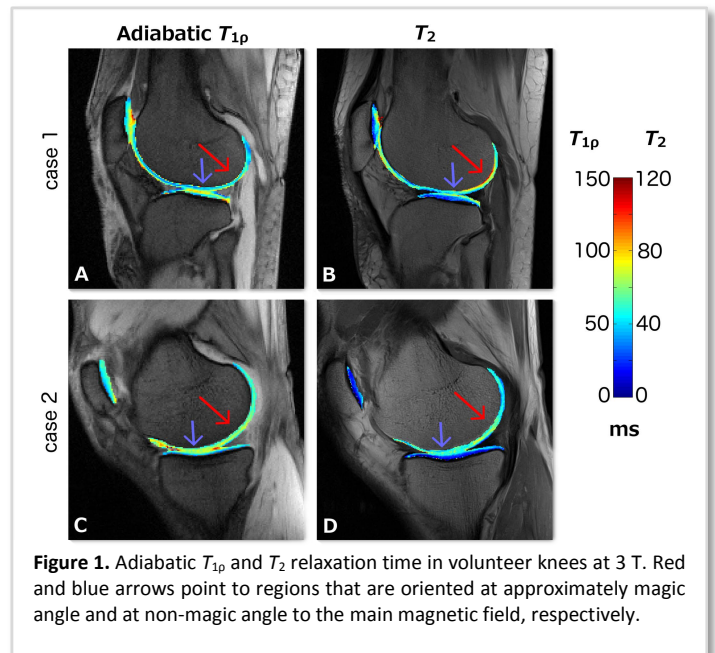 Adiabatic T1ρ T2
case 1
A B
T1ρ T2
150 120
100 80
50 40
0 0
ms
case 2
C D
Figure 1. Adiabatic T1ρ and T2 relaxation time in volunteer knees at 3 T. Red
and blue arrows point to regions that are oriented at approximately magic
angle and at non-magic angle to the main magnetic field, respectively.